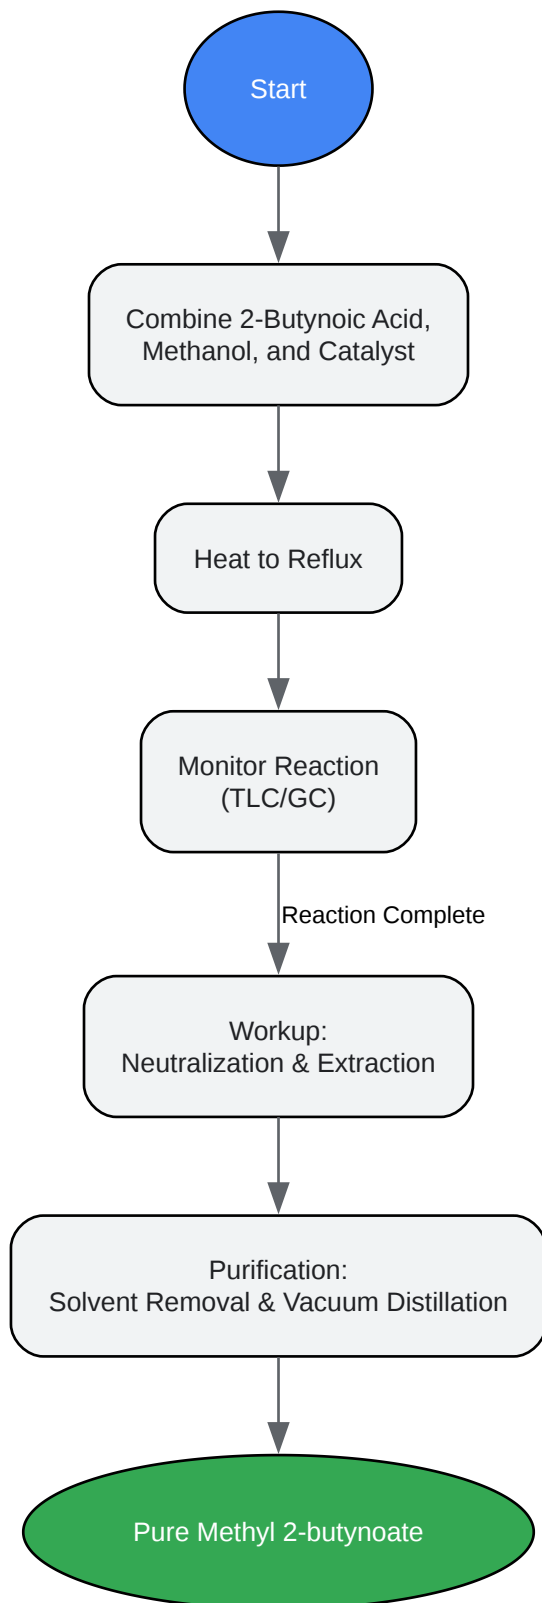 Start
Combine 2-Butynoic Acid,
Methanol, and Catalyst
Heat to Reflux
Monitor Reaction
(TLC/GC)
Reaction Complete
Workup:
Neutralization & Extraction
Purification:
Solvent Removal & Vacuum Distillation
Pure Methyl 2-butynoate